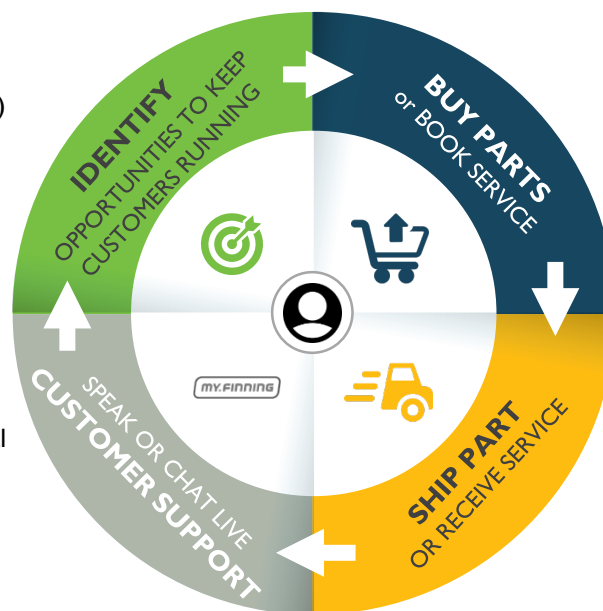 )
l
IDENTIFY
OPPORTUNITIES TO KEEP
CUSTOMERS RUNNING
BUY PARTS
or BOOK SERVICE
SHIP PART
OR RECEIVE SERVICE
SPEAK OR CHAT LIVE
CUSTOMER SUPPORT
MY.FINNING